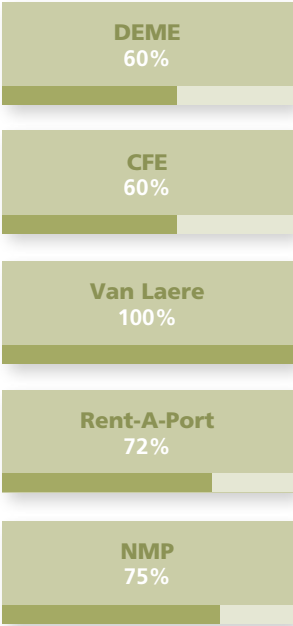 DEME
60%
CFE
60%
Van Laere
100%
Rent-A-Port
72%
NMP
75%